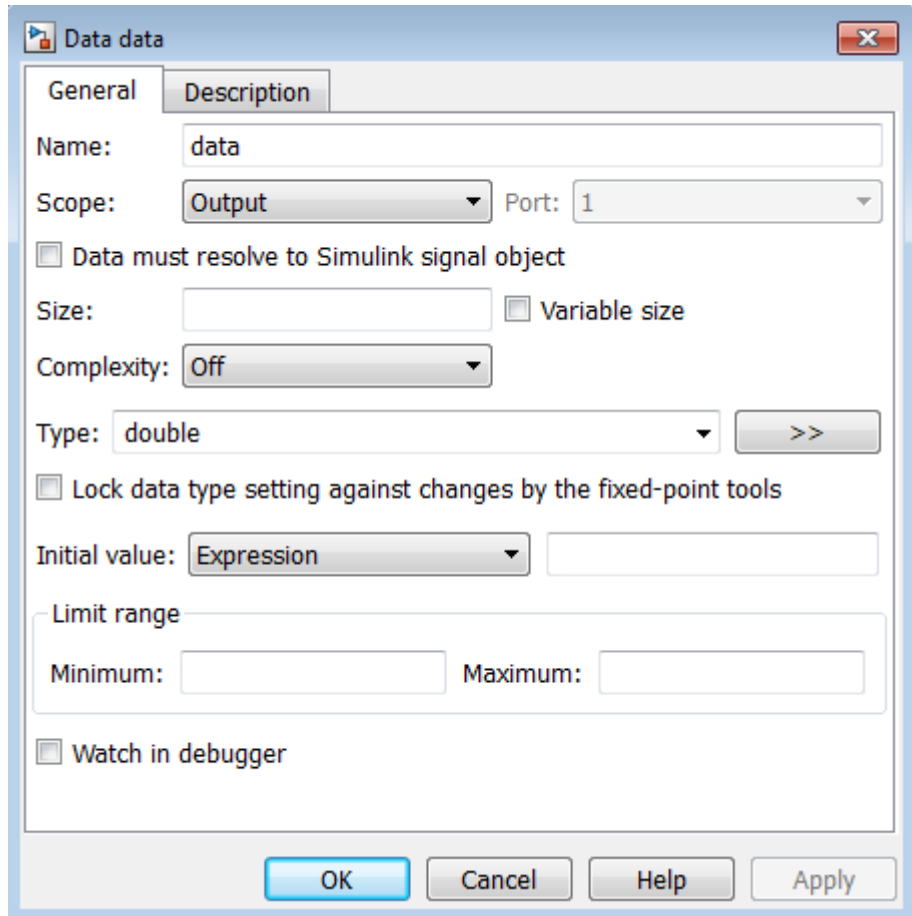 Data data
General Description
Name: data
Scope: Output Port: 1
Data must resolve to Simulink signal object
Size: Variable size
Complexity: Off
Type: double >>
Lock data type setting against changes by the fixed-point tools
Initial value: Expression
Limit range
Minimum: Maximum:
Watch in debugger
OK Cancel Help Apply